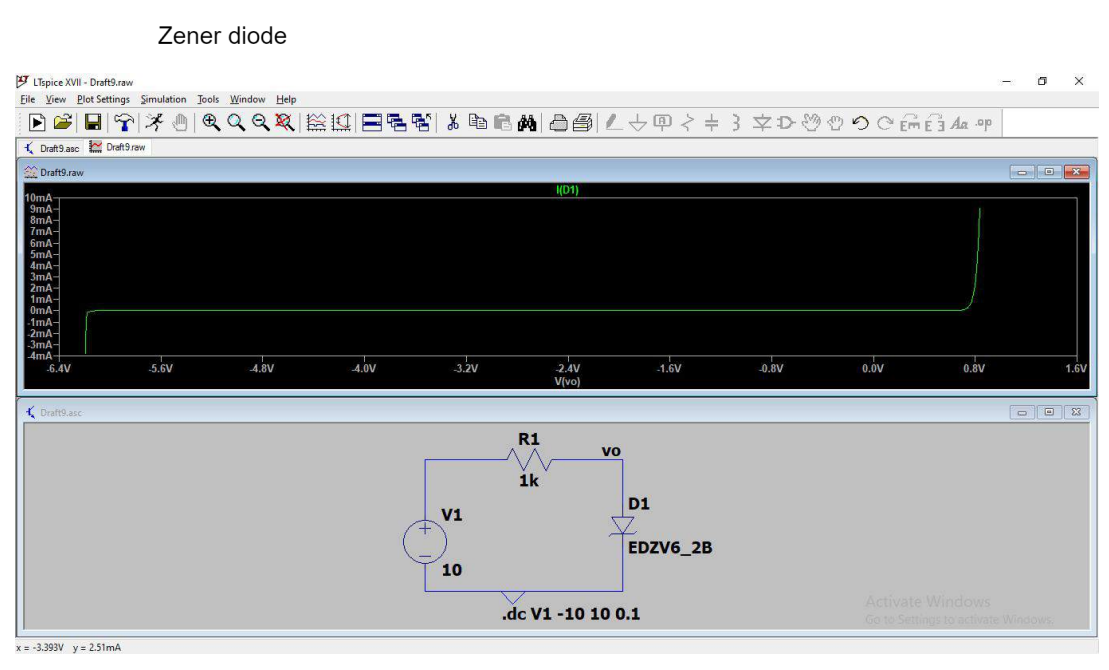 Zener diode
LTspice XVII - Draft9.raw
File View Plot Settings Simulation Tools Window Help
Draft9.asc Draft9.raw
Draft9.raw
I(D1)
10mA
9mA
8mA
7mA
6mA
5mA
4mA
3mA
2mA
1mA
0mA
-1mA
-2mA
-3mA
-4mA
-6.4V -5.6V -4.8V -4.0V -3.2V -2.4V -1.6V -0.8V 0.0V 0.8V 1.6V
V(vo)
Draft9.asc
R1
vo
1k
D1
V1
EDZV6_2B
10
.dc V1 -10 10 0.1
Activate Windows
Go to Settings to activate Windows.
x = -3.393V y = 2.51mA